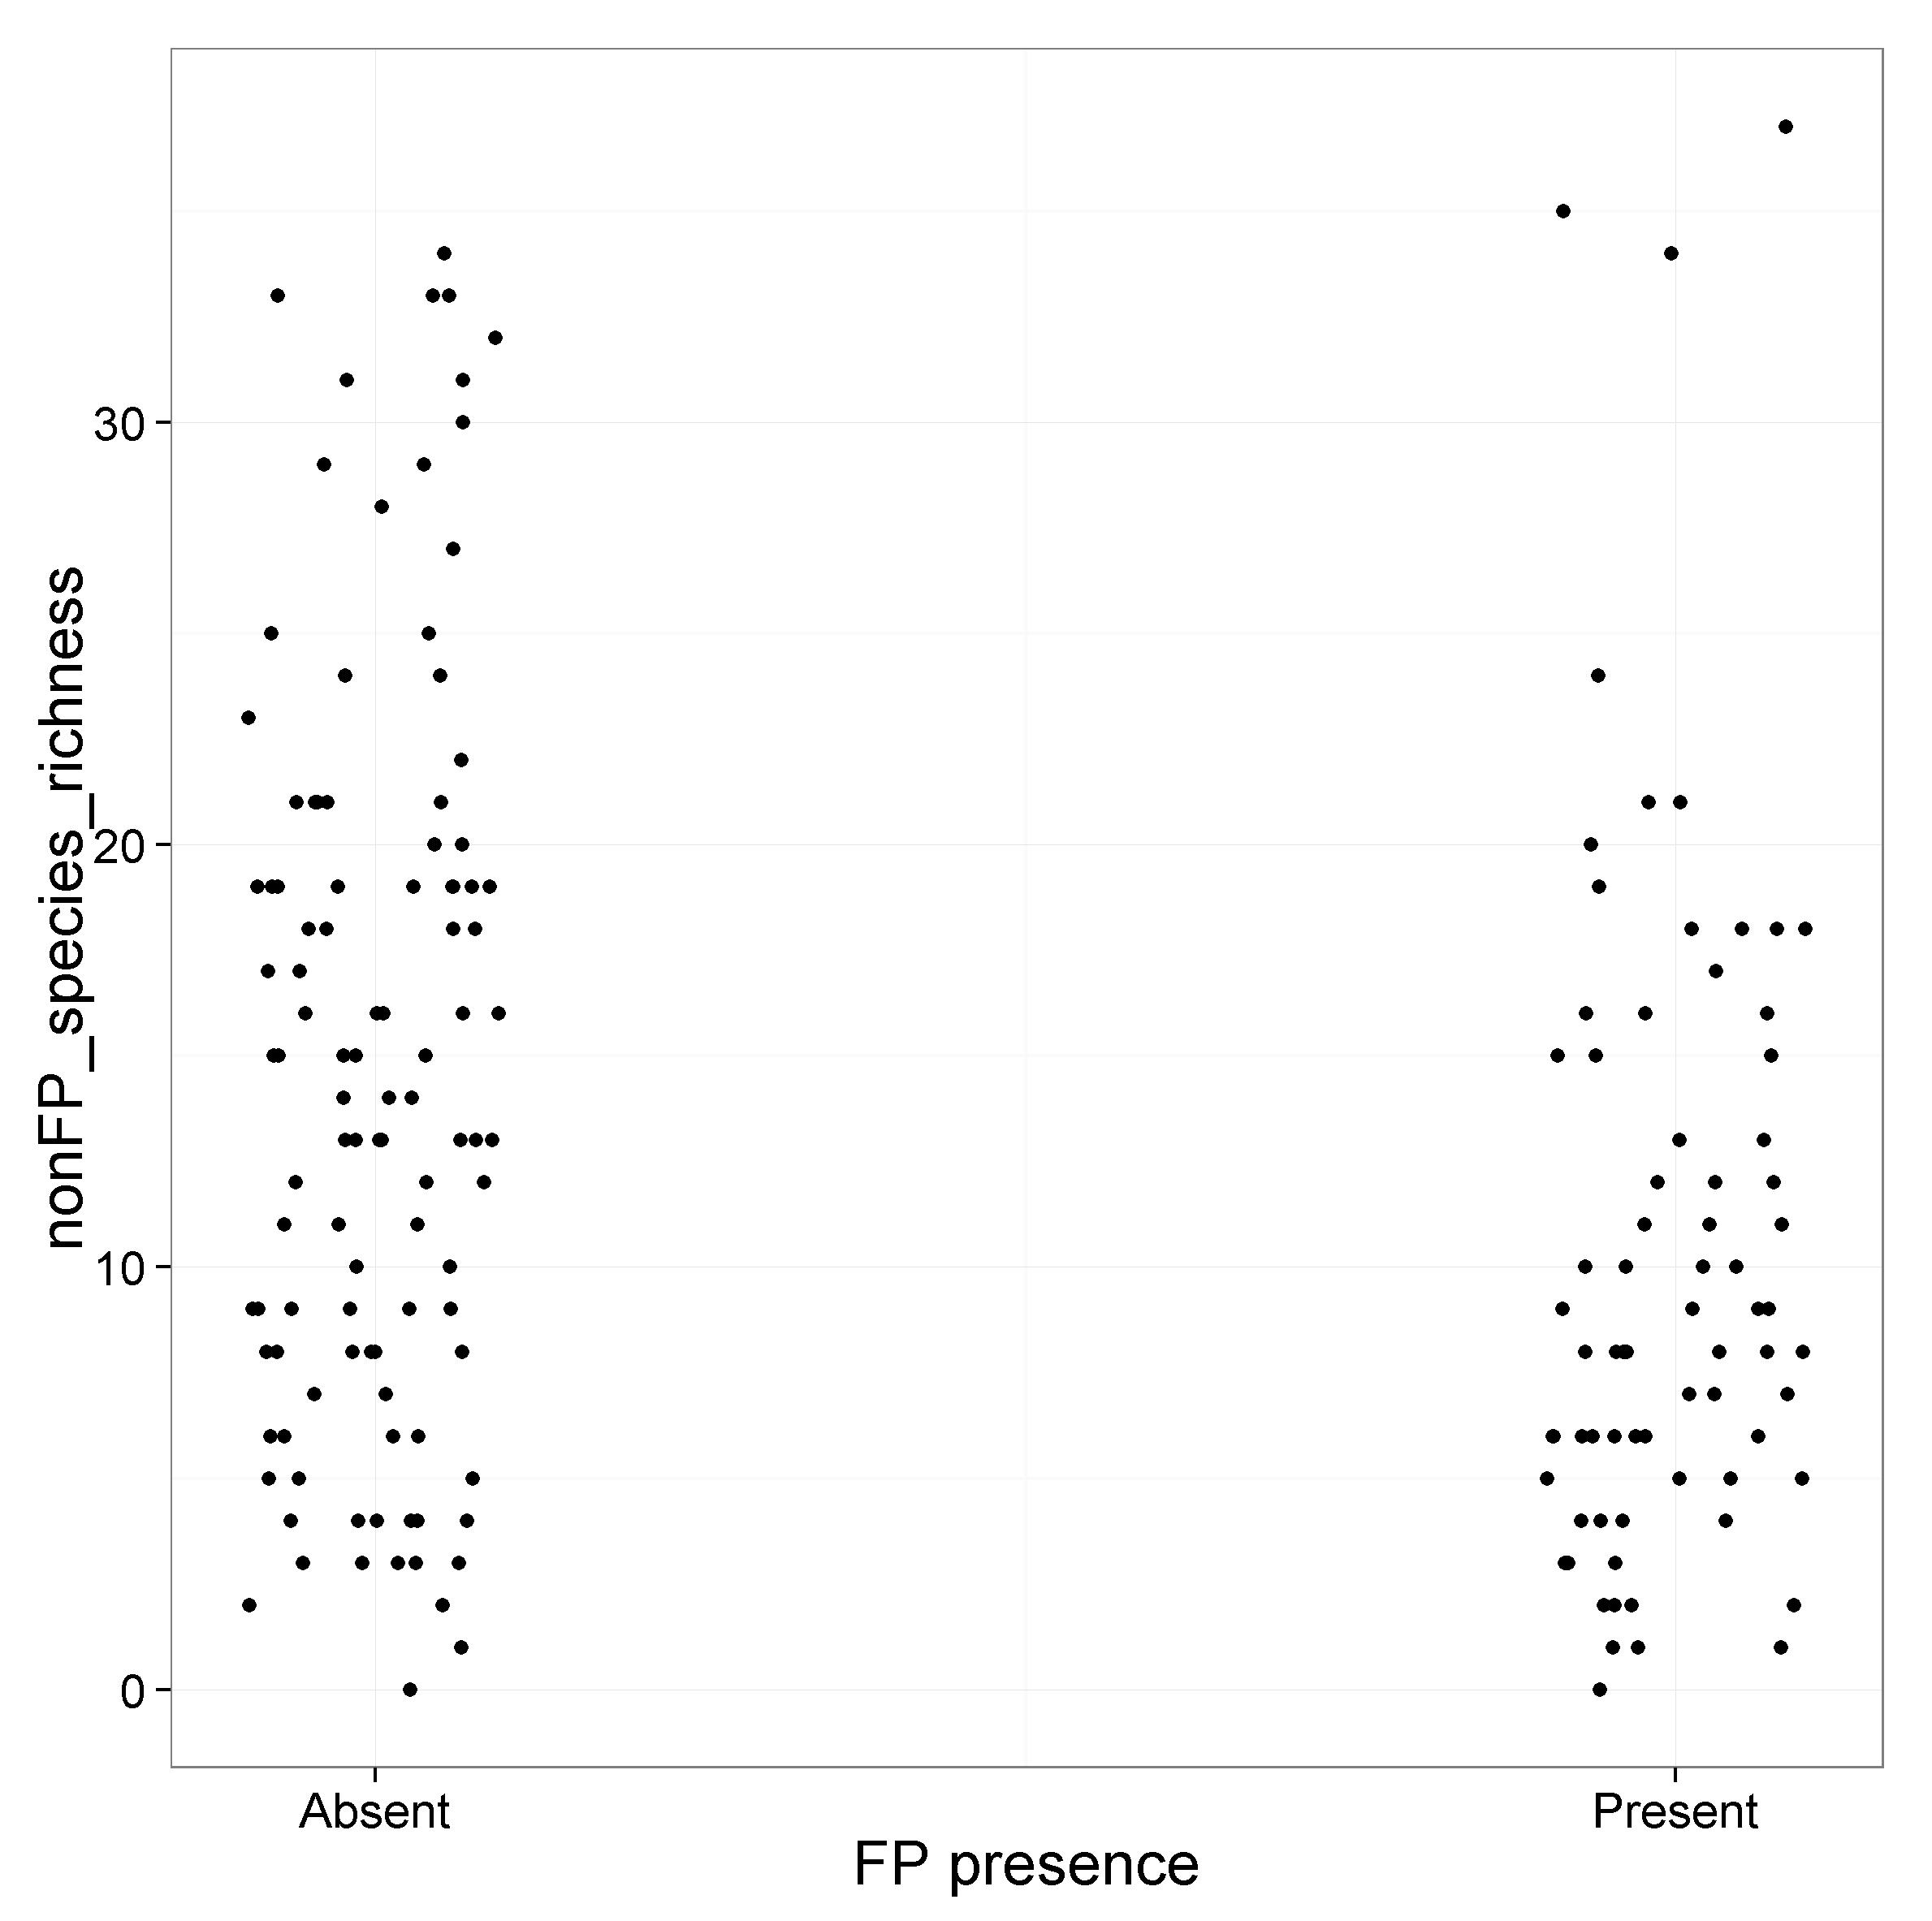 nonFP_species_richness
30
20
10
0
Absent
Present
FP presence